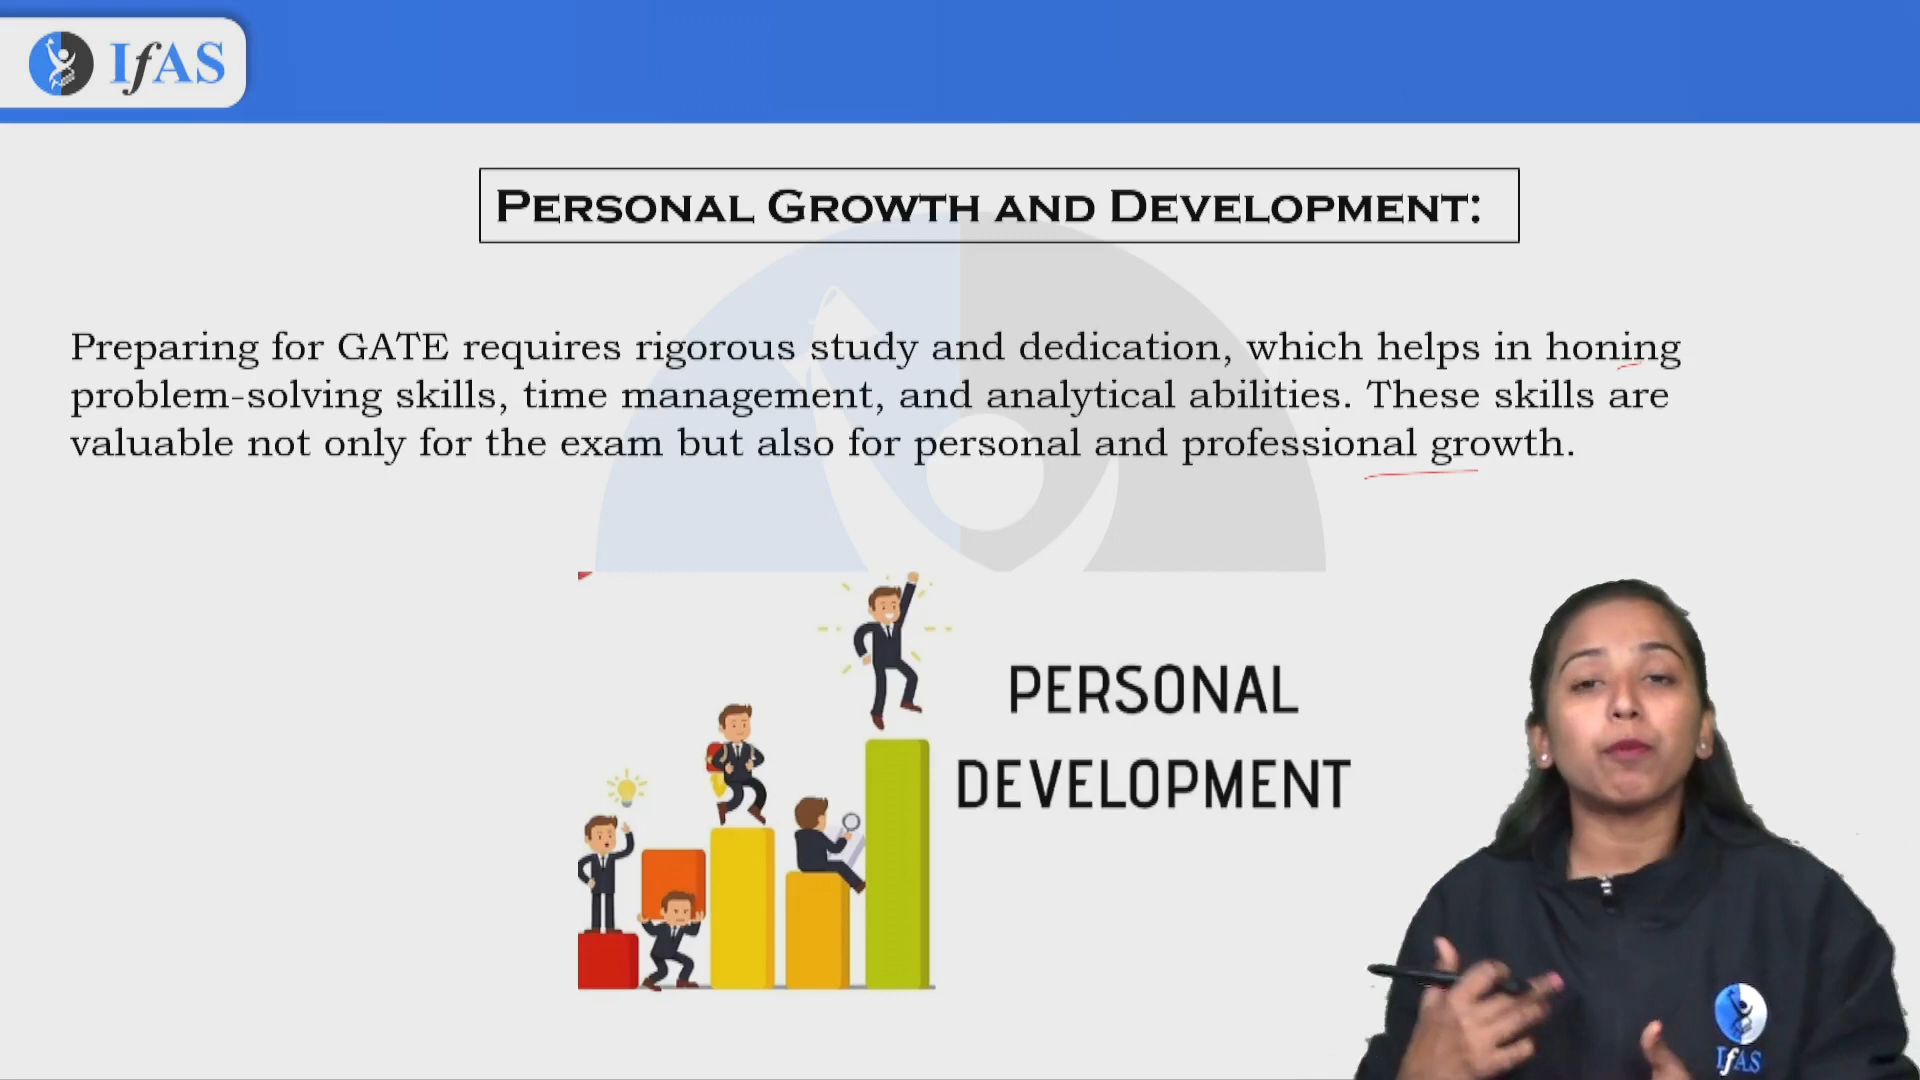 IfAS
PERSONAL GROWTH AND DEVELOPMENT:
Preparing for GATE requires rigorous study and dedication, which helps in honing
problem-solving skills, time management, and analytical abilities. These skills are
valuable not only for the exam but also for personal and professional growth.
PERSONAL
DEVELOPMENT
IfAS